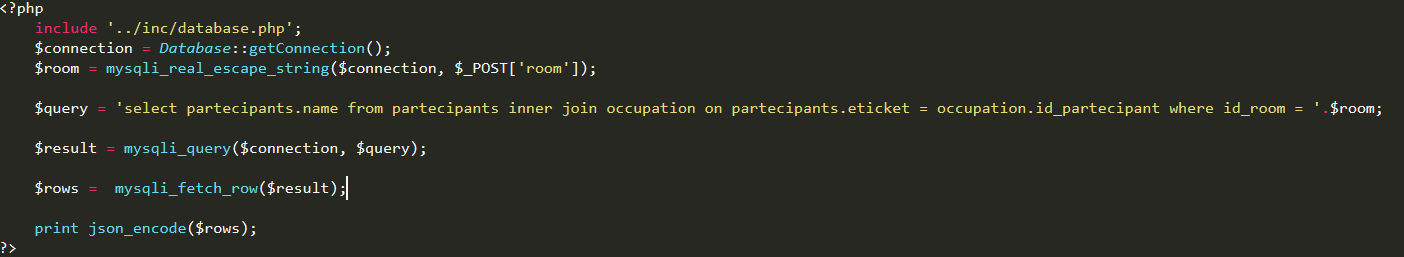 <?php
include '../inc/database.php';
$connection = Database::getConnection();
$room = mysqli_real_escape_string($connection, $_POST['room']);
$query = 'select partecipants.name from partecipants inner join occupation on partecipants.eticket = occupation.id_partecipant where id_room = '.$room;
$result = mysqli_query($connection, $query);
$rows =  mysqli_fetch_row($result);
print json_encode($rows);
?>